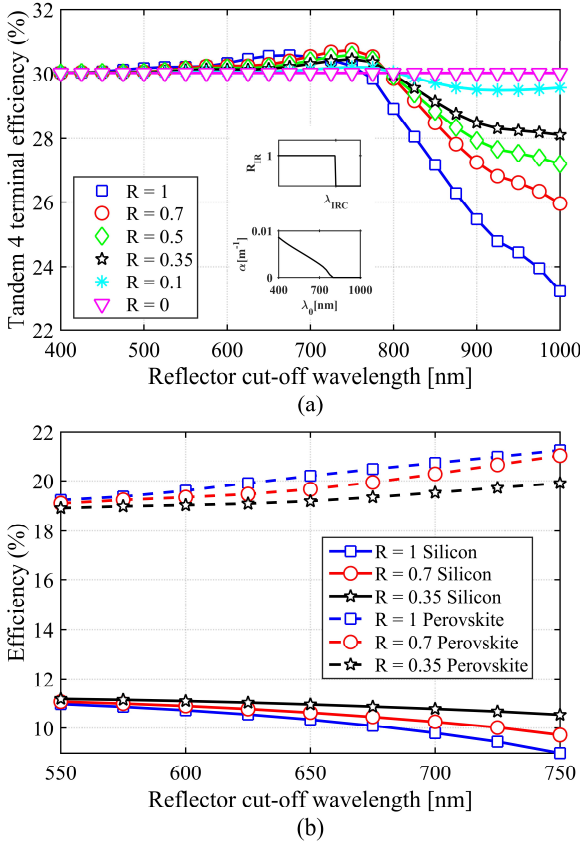 32
30
28
26
24
22
Tandem 4 terminal efficiency (%)
R = 1
R = 0.7
R = 0.5
R = 0.35
R = 0.1
R = 0
R_IR
1
λ_IRC
0.01
0
α[m⁻¹]
400 700 1000
λ₀[nm]
400 500 600 700 800 900 1000
Reflector cut-off wavelength [nm]
(a)
22
20
18
16
14
12
10
Efficiency (%)
R = 1 Silicon
R = 0.7 Silicon
R = 0.35 Silicon
R = 1 Perovskite
R = 0.7 Perovskite
R = 0.35 Perovskite
550 600 650 700 750
Reflector cut-off wavelength [nm]
(b)